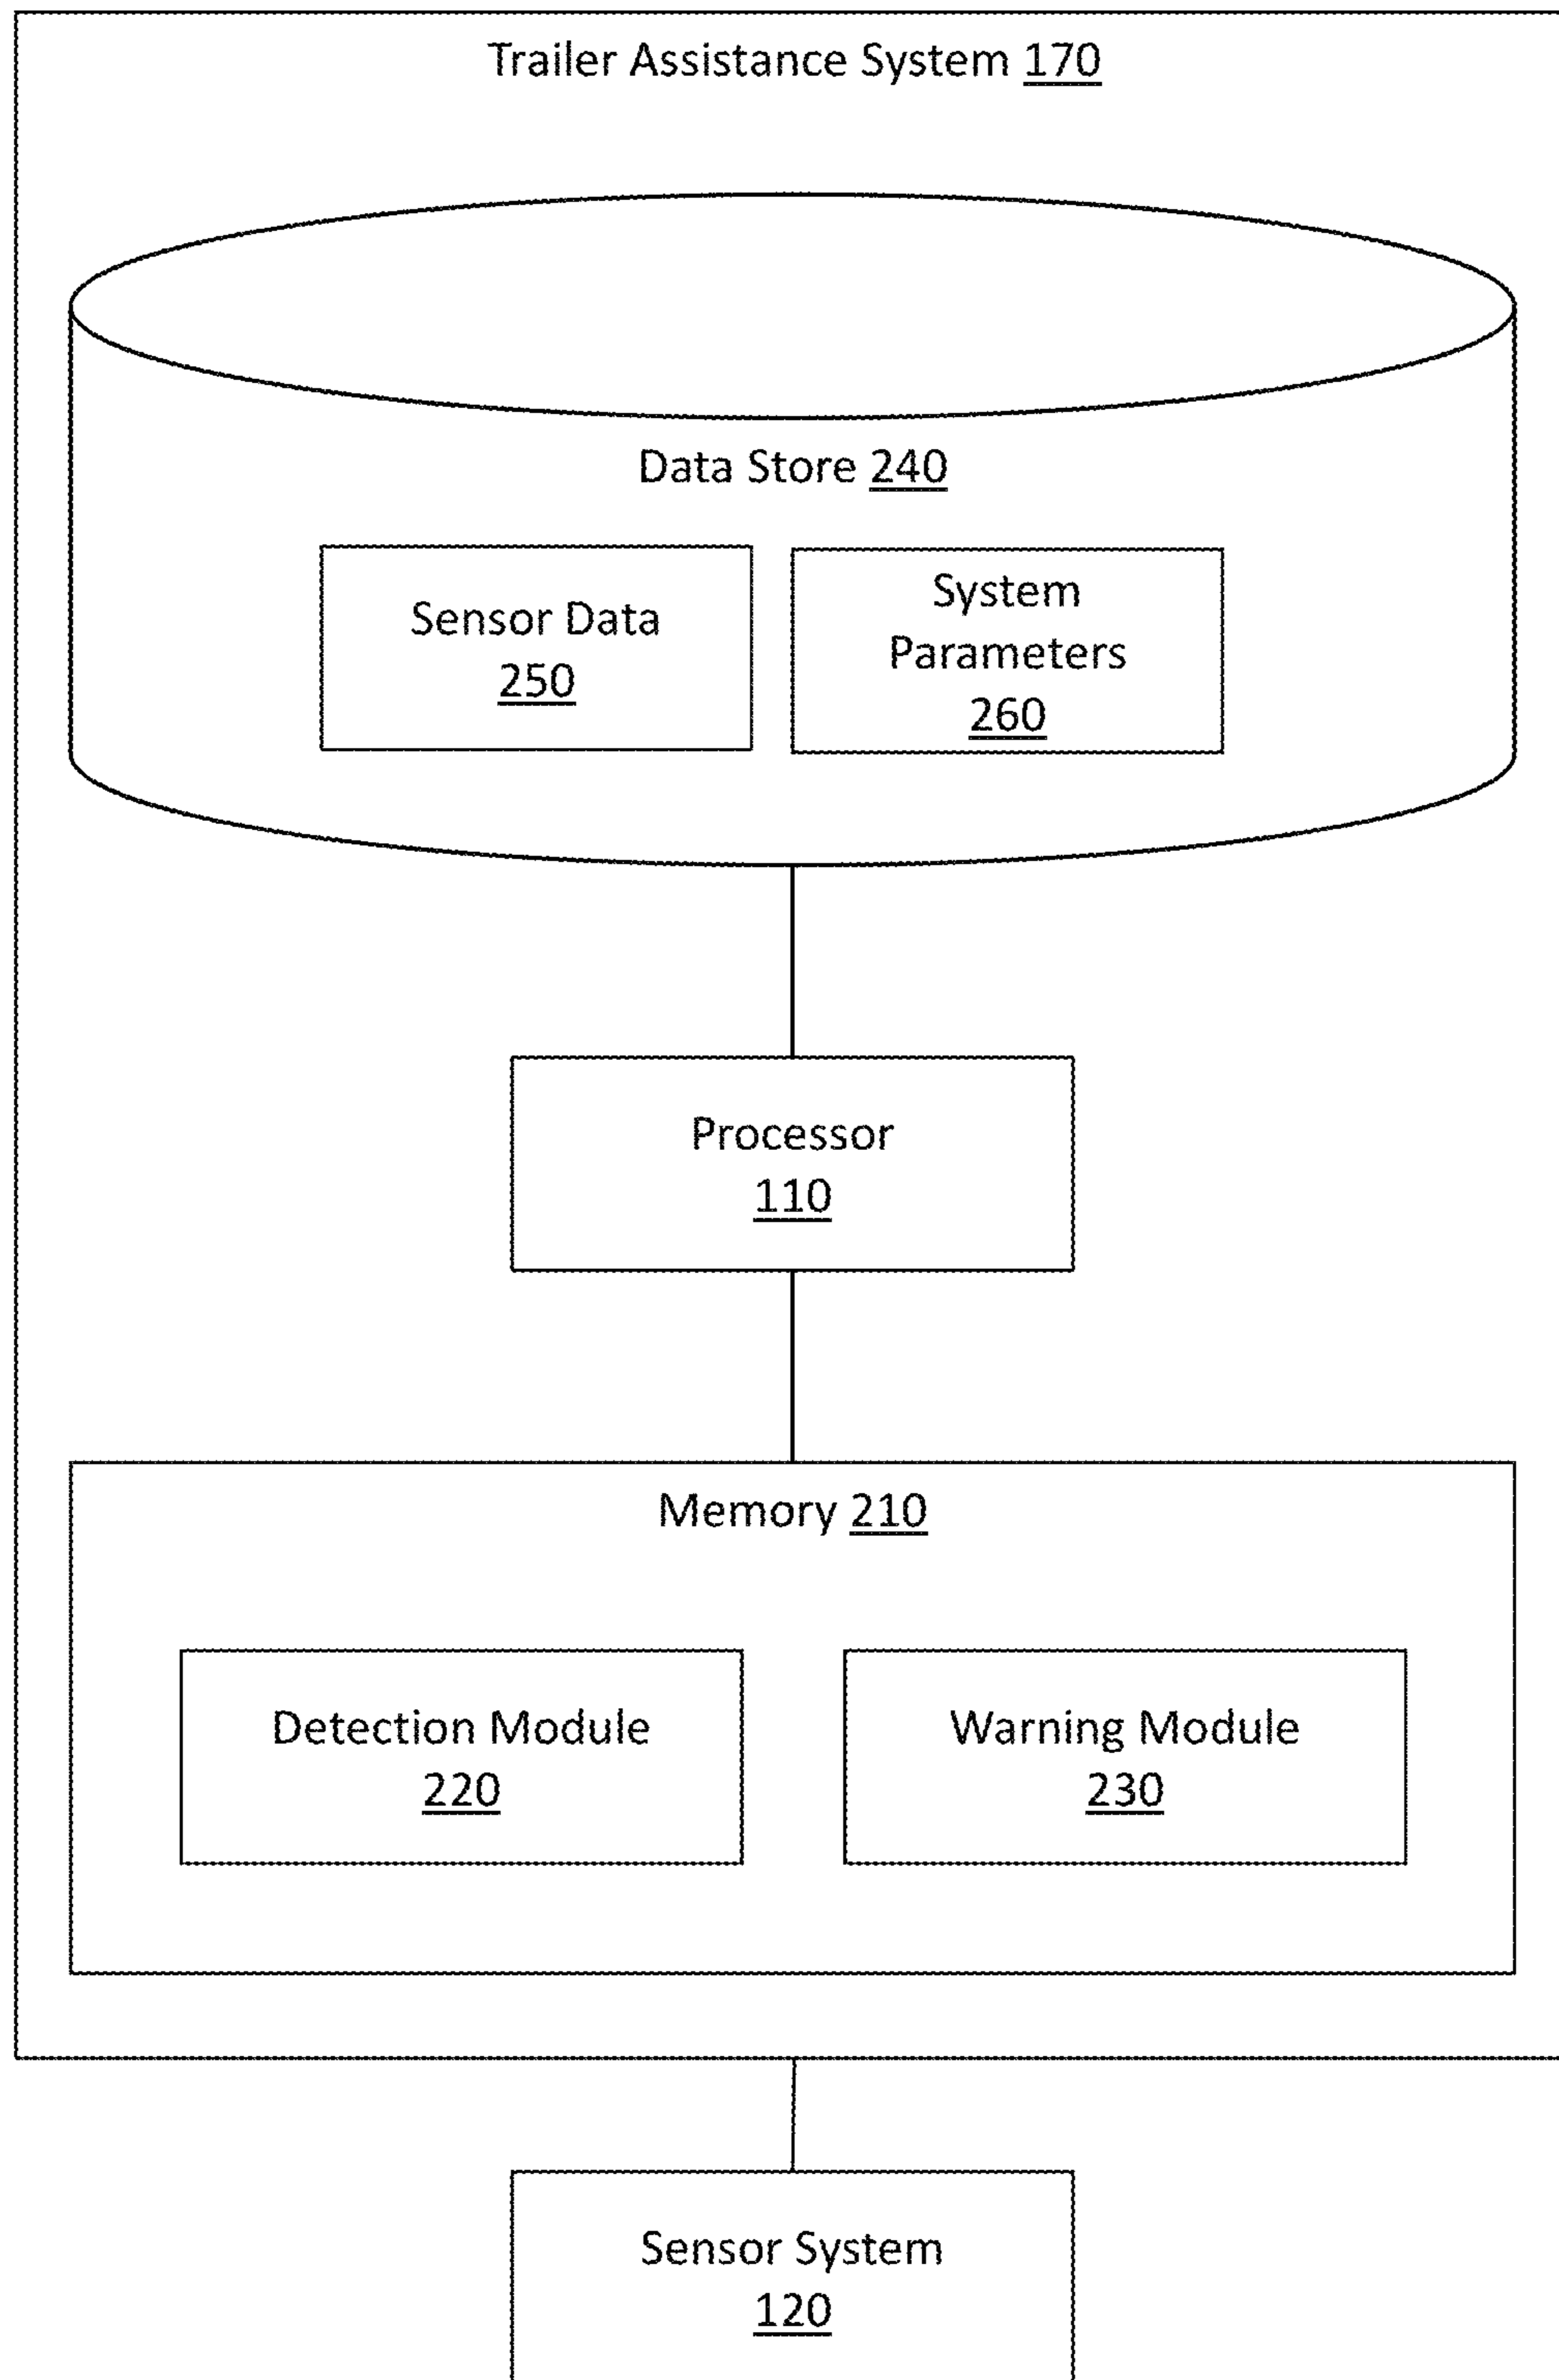 Trailer Assistance System 170
Data Store 240
Sensor Data
250
System
Parameters
260
Processor
110
Memory 210
Detection Module
220
Warning Module
230
Sensor System
120